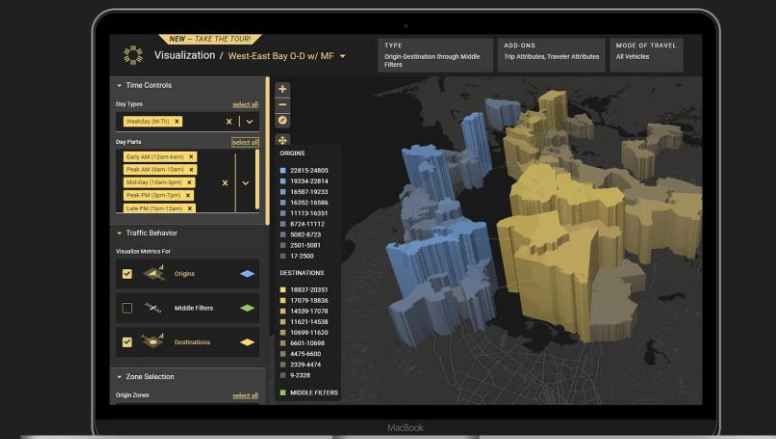 NEW – TAKE THE TOUR!
Visualization / West-East Bay O-D w/ MF
TYPE
Origin-Destination through Middle
Filters
ADD-ONS
Trip Attributes, Traveler Attributes
MODE OF TRAVEL
All Vehicles
Time Controls
Day Types
select all
Weekday (M-Th) ×
Day Parts
select all
Early AM (12am-6am) ×
Peak AM (6am-10am) ×
Mid-Day (10am-3pm) ×
Peak PM (3pm-7pm) ×
Late PM (7pm-12am) ×
Traffic Behavior
Visualize Metrics For
Origins
Middle Filters
Destinations
Zone Selection
Origin Zones
select all
ORIGINS
22815-24805
19234-22814
16587-19233
16352-16586
11113-16351
8724-11112
5082-8723
2501-5081
17-2500
DESTINATIONS
18837-20351
17079-18836
14539-17078
11621-14538
10699-11620
6601-10698
4475-6600
2329-4474
9-2328
MIDDLE FILTERS
MacBook